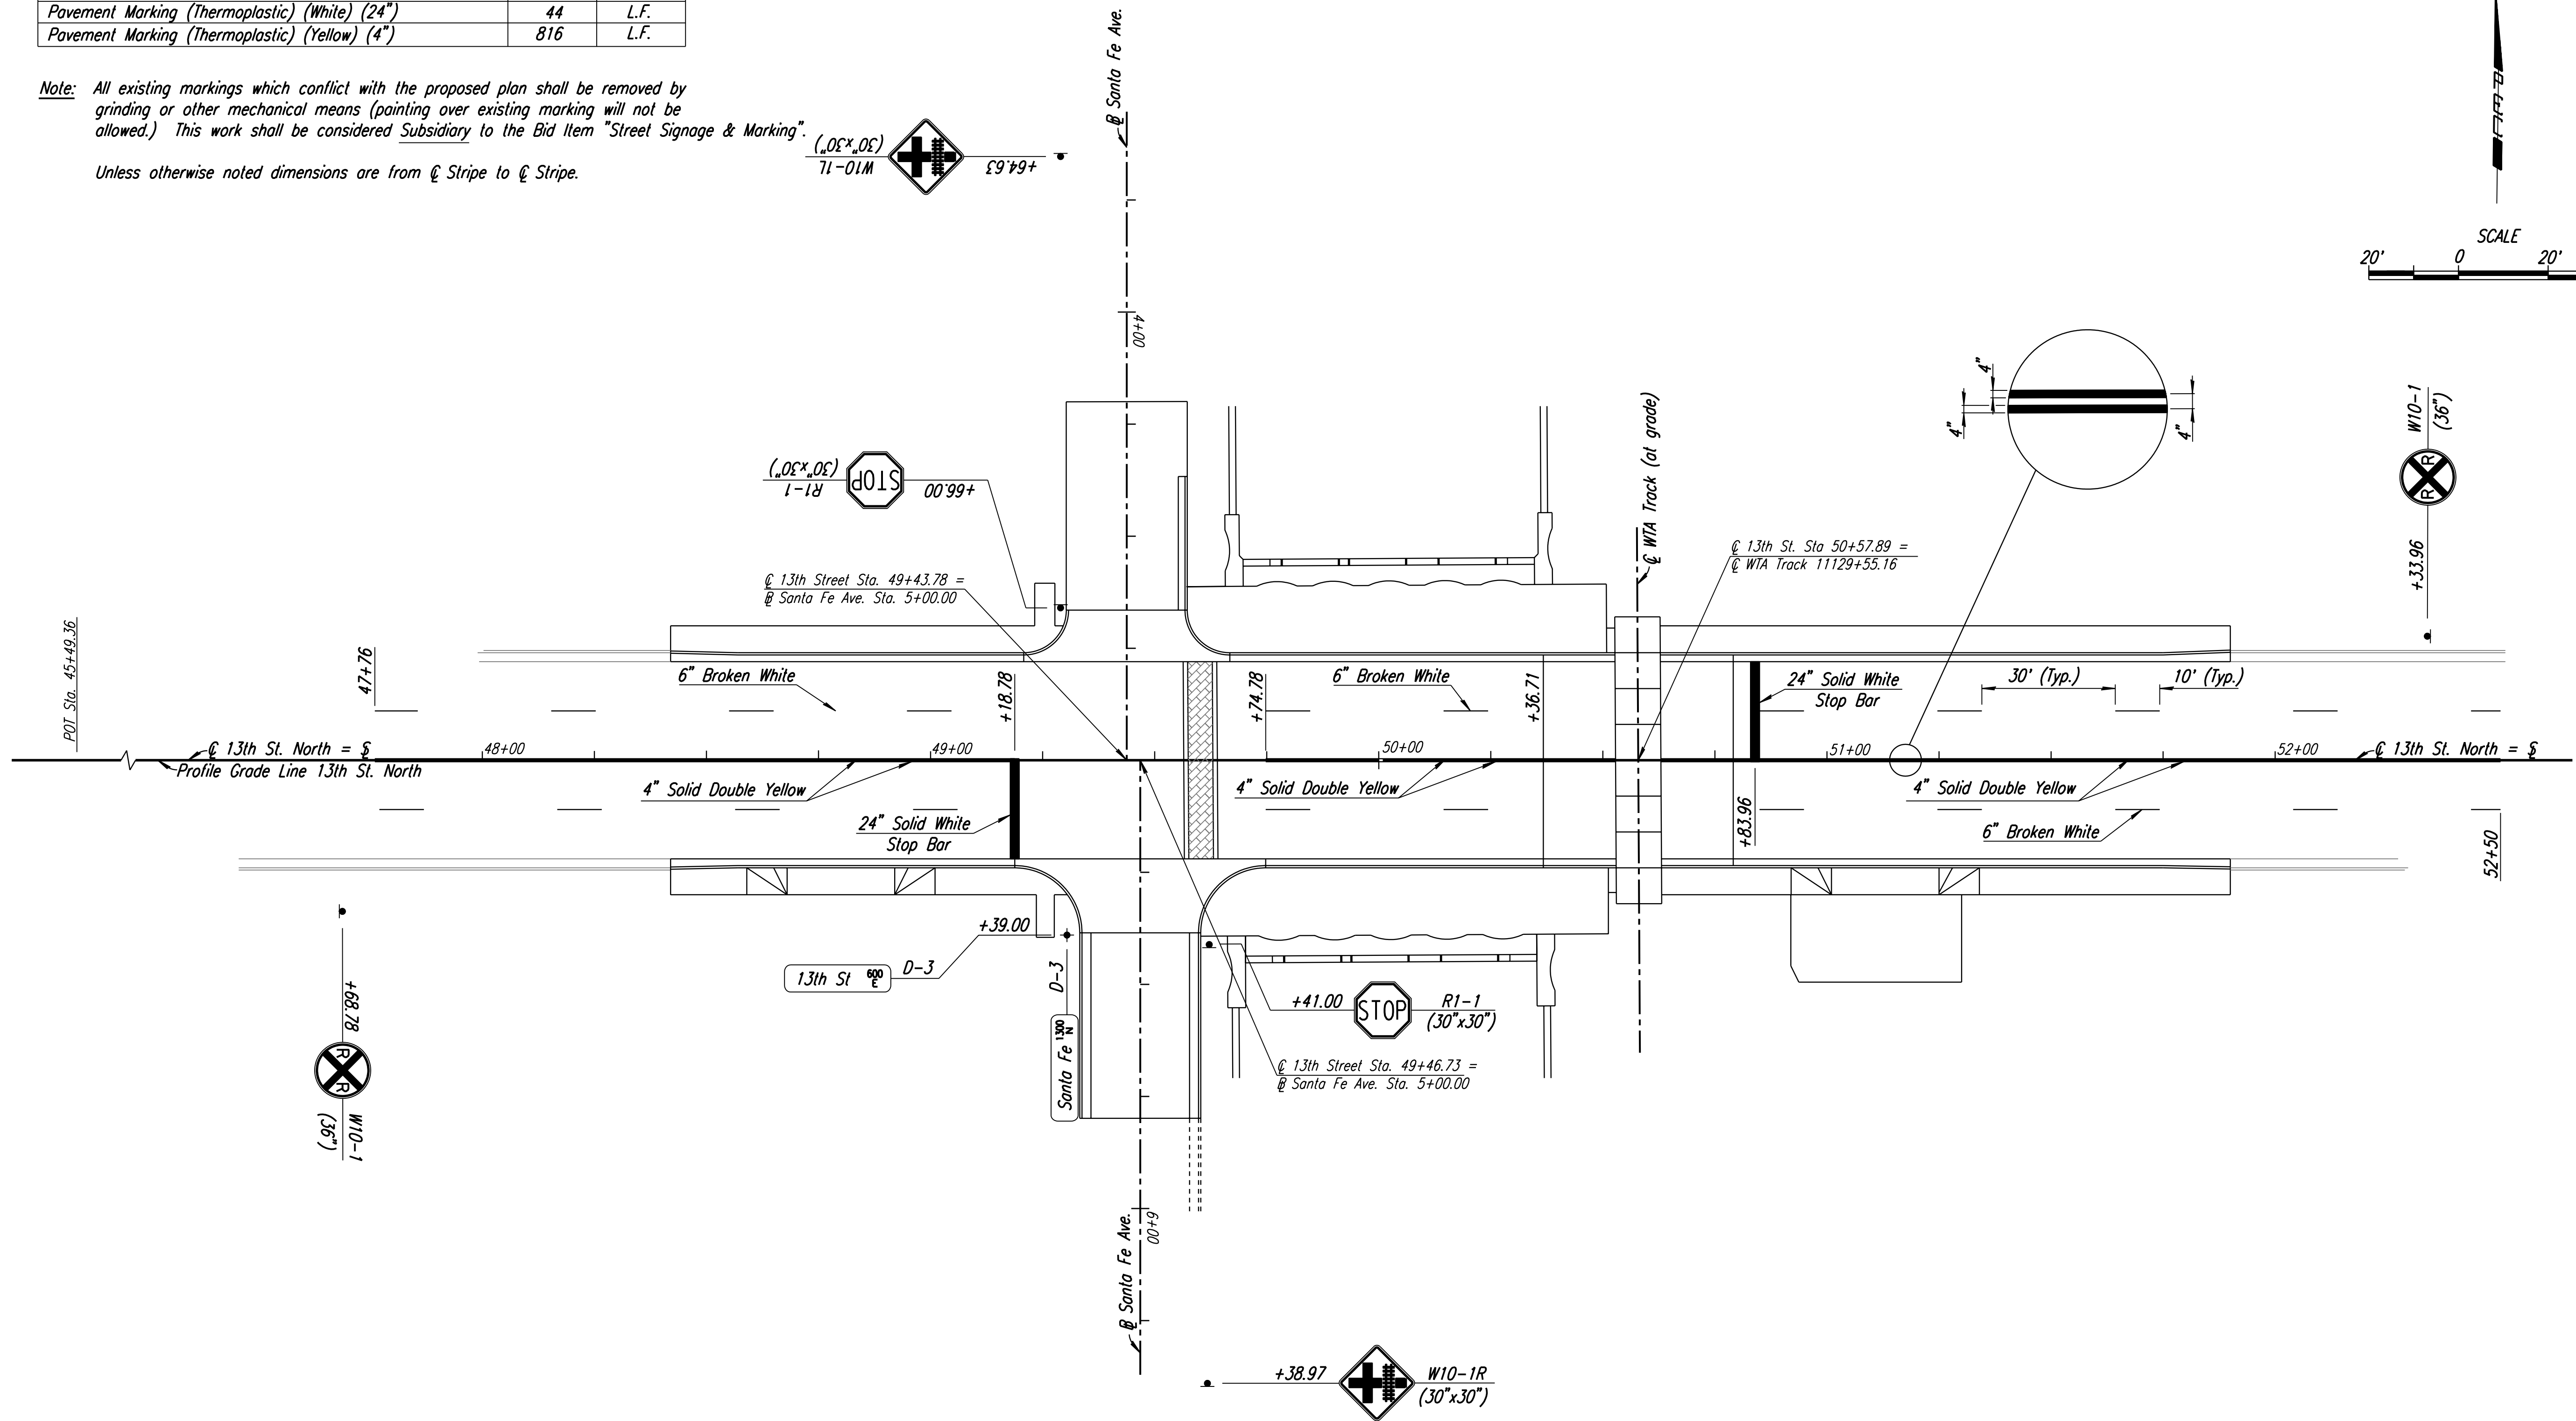 Pavement Marking (Thermoplastic) (White) (24") 44 L.F.
Pavement Marking (Thermoplastic) (Yellow) (4") 816 L.F.
Note: All existing markings which conflict with the proposed plan shall be removed by
grinding or other mechanical means (painting over existing marking will not be
allowed.) This work shall be considered Subsidiary to the Bid Item "Street Signage & Marking".
Unless otherwise noted dimensions are from ℄ Stripe to ℄ Stripe.
W10-1L
(30"x30")
+64.63
Santa Fe Ave.
SCALE
20' 0 20'
4+00
R1-1
(30"x30")
STOP
+66.00
℄ 13th Street Sta. 49+43.78 =
Santa Fe Ave. Sta. 5+00.00
℄ WTA Track (at grade)
℄ 13th St. Sta 50+57.89 =
℄ WTA Track 11129+55.16
4"
4"
4"
W10-1
(36")
R R
+33.96
POT Sta. 45+49.36
47+76
6" Broken White
+18.78
+74.78
6" Broken White
+36.71
24" Solid White
Stop Bar
30' (Typ.)
10' (Typ.)
℄ 13th St. North =
Profile Grade Line 13th St. North
48+00
49+00
50+00
51+00
52+00
℄ 13th St. North =
4" Solid Double Yellow
4" Solid Double Yellow
4" Solid Double Yellow
24" Solid White
Stop Bar
+83.96
6" Broken White
52+50
+39.00
13th St 600 E
D-3
D-3
Santa Fe 1300 N
+41.00
STOP
R1-1
(30"x30")
℄ 13th Street Sta. 49+46.73 =
Santa Fe Ave. Sta. 5+00.00
+68.78
R R
W10-1
(36")
6+00
Santa Fe Ave.
+38.97
W10-1R
(30"x30")